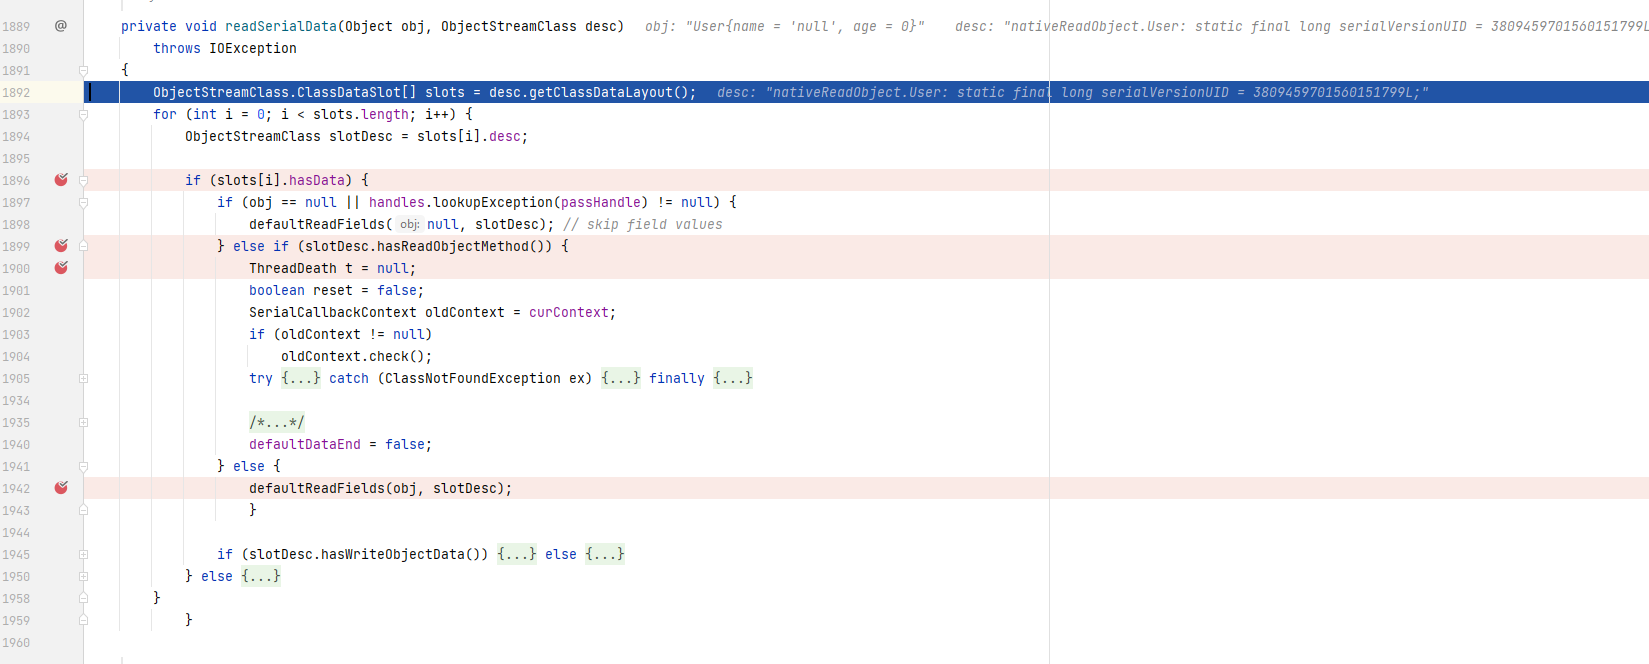 1889 @ private void readSerialData(Object obj, ObjectStreamClass desc) obj: "User{name = 'null', age = 0}" desc: "nativeReadObject.User: static final long serialVersionUID = 3809459701560151799L
1890 throws IOException
1891 {
1892 ObjectStreamClass.ClassDataSlot[] slots = desc.getClassDataLayout(); desc: "nativeReadObject.User: static final long serialVersionUID = 3809459701560151799L;"
1893 for (int i = 0; i < slots.length; i++) {
1894 ObjectStreamClass slotDesc = slots[i].desc;
1895
1896 if (slots[i].hasData) {
1897 if (obj == null || handles.lookupException(passHandle) != null) {
1898 defaultReadFields( obj: null, slotDesc); // skip field values
1899 } else if (slotDesc.hasReadObjectMethod()) {
1900 ThreadDeath t = null;
1901 boolean reset = false;
1902 SerialCallbackContext oldContext = curContext;
1903 if (oldContext != null)
1904 oldContext.check();
1905 try {...} catch (ClassNotFoundException ex) {...} finally {...}
1934
1935 /*...*/
1940 defaultDataEnd = false;
1941 } else {
1942 defaultReadFields(obj, slotDesc);
1943 }
1944
1945 if (slotDesc.hasWriteObjectData()) {...} else {...}
1950 } else {...}
1958 }
1959 }
1960